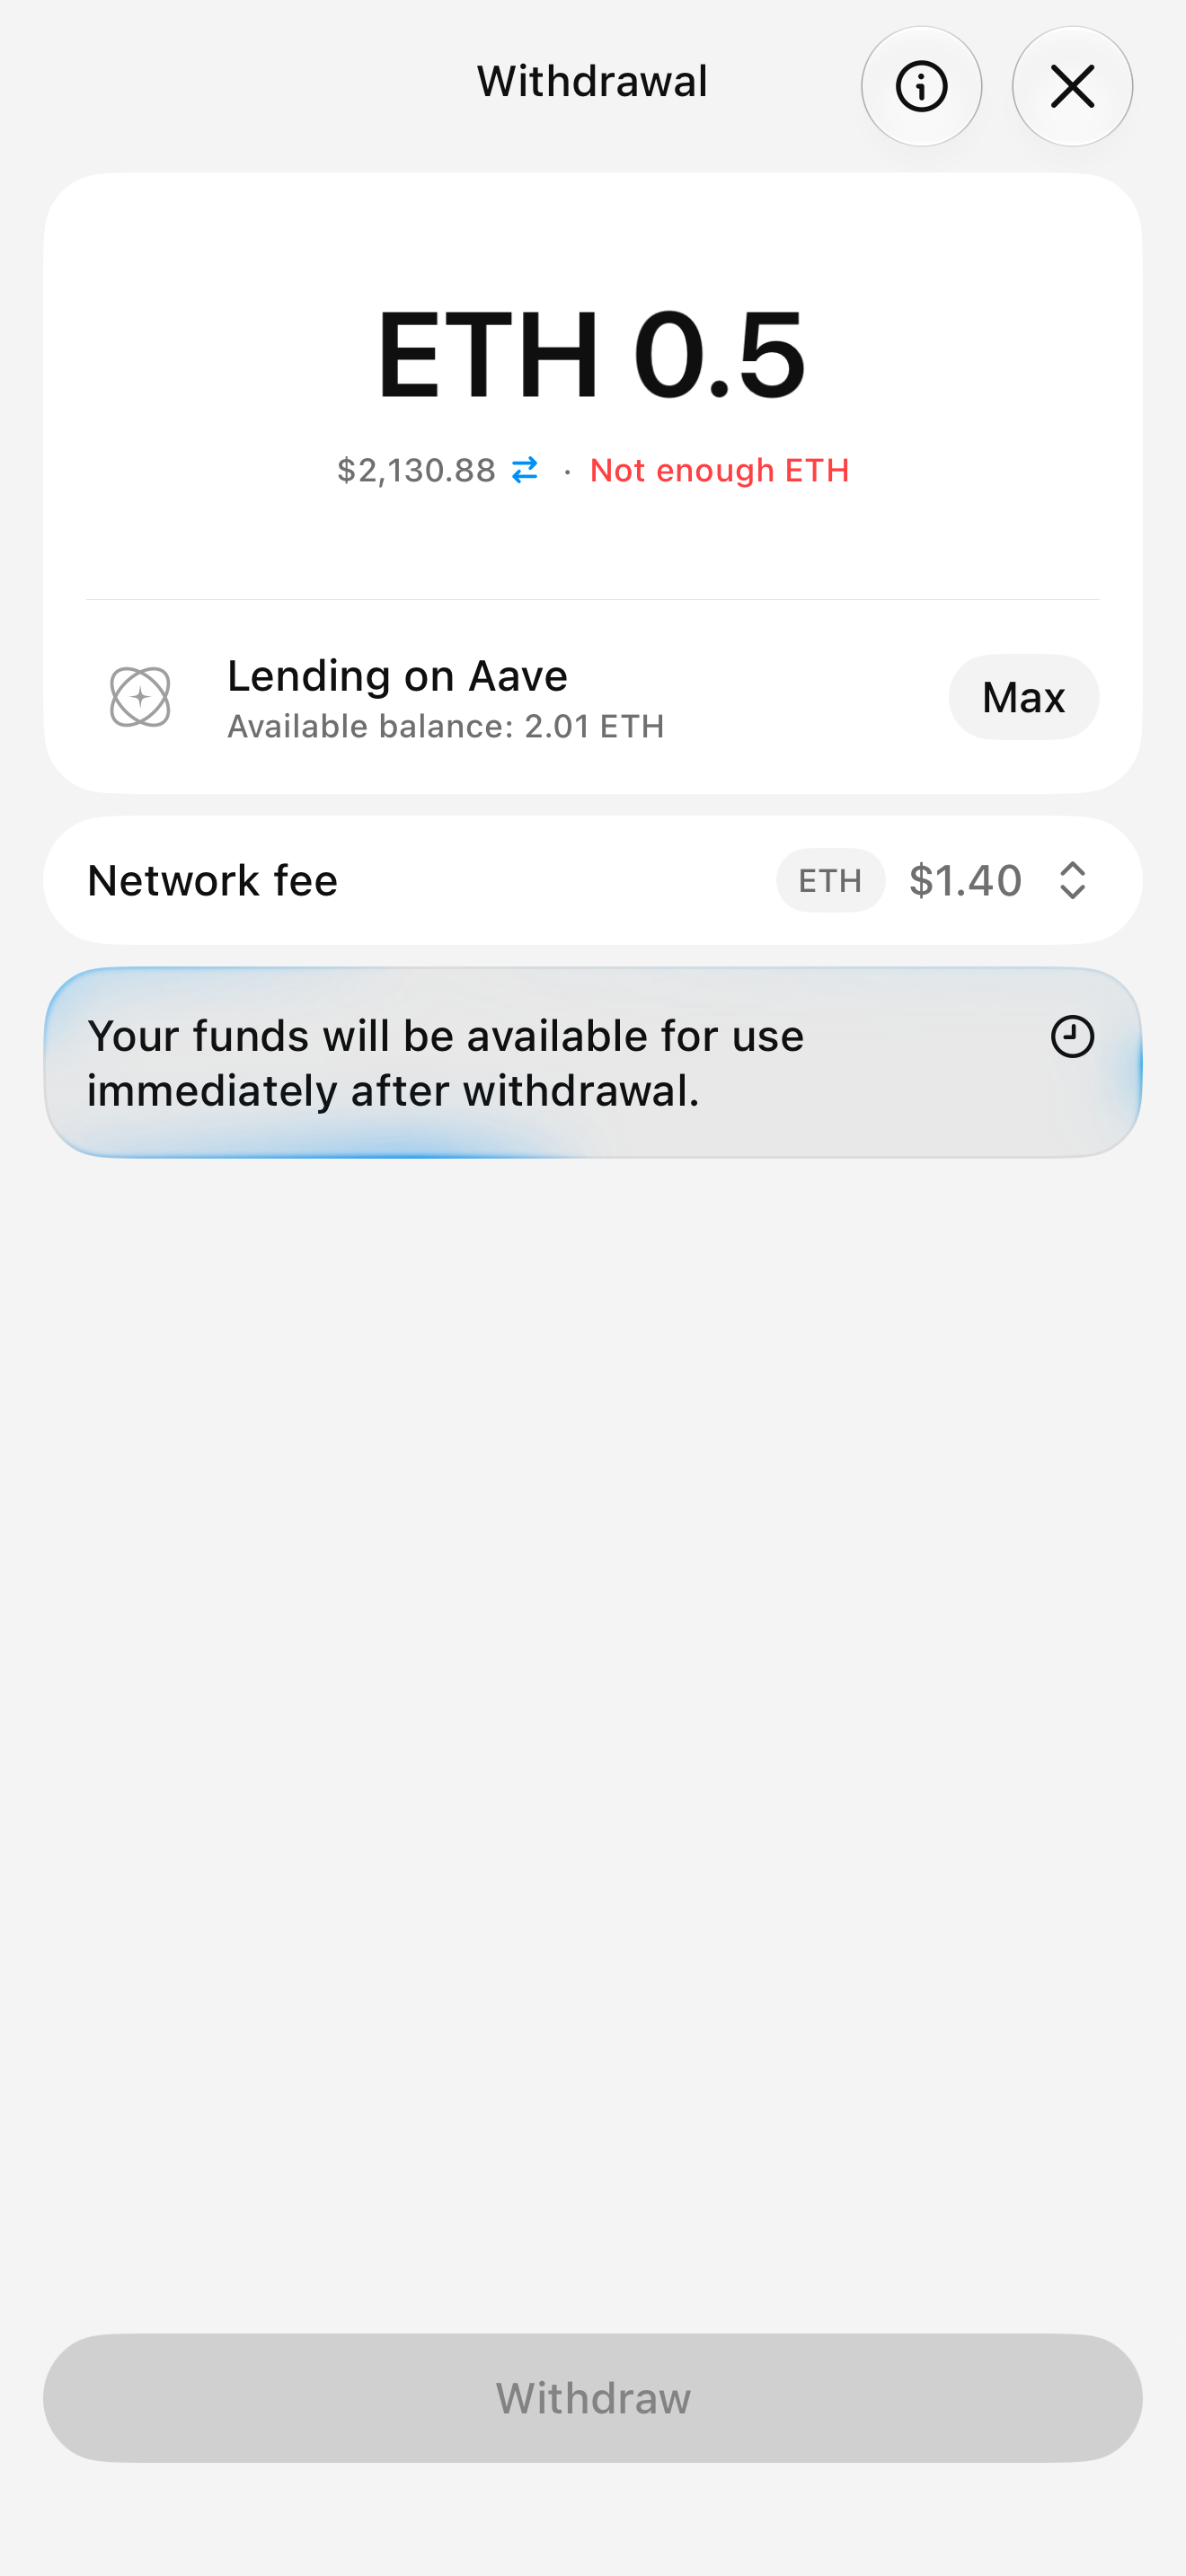 Withdrawal
ETH 0.5
$2,130.88 · Not enough ETH
Lending on Aave
Available balance: 2.01 ETH
Max
Network fee
ETH
$1.40
Your funds will be available for use
immediately after withdrawal.
Withdraw